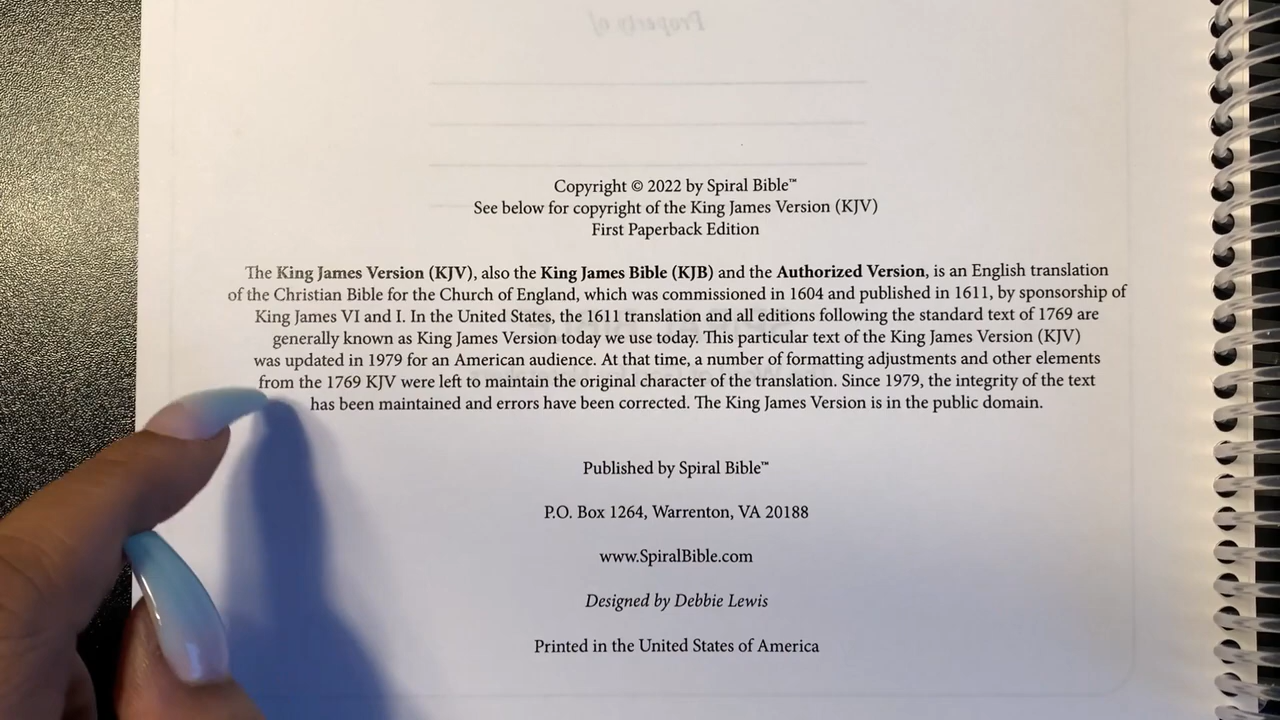 Property of
Copyright © 2022 by Spiral Bible™
See below for copyright of the King James Version (KJV)
First Paperback Edition
The King James Version (KJV), also the King James Bible (KJB) and the Authorized Version, is an English translation
of the Christian Bible for the Church of England, which was commissioned in 1604 and published in 1611, by sponsorship of
King James VI and I. In the United States, the 1611 translation and all editions following the standard text of 1769 are
generally known as King James Version today we use today. This particular text of the King James Version (KJV)
was updated in 1979 for an American audience. At that time, a number of formatting adjustments and other elements
from the 1769 KJV were left to maintain the original character of the translation. Since 1979, the integrity of the text
has been maintained and errors have been corrected. The King James Version is in the public domain.
Published by Spiral Bible™
P.O. Box 1264, Warrenton, VA 20188
www.SpiralBible.com
Designed by Debbie Lewis
Printed in the United States of America